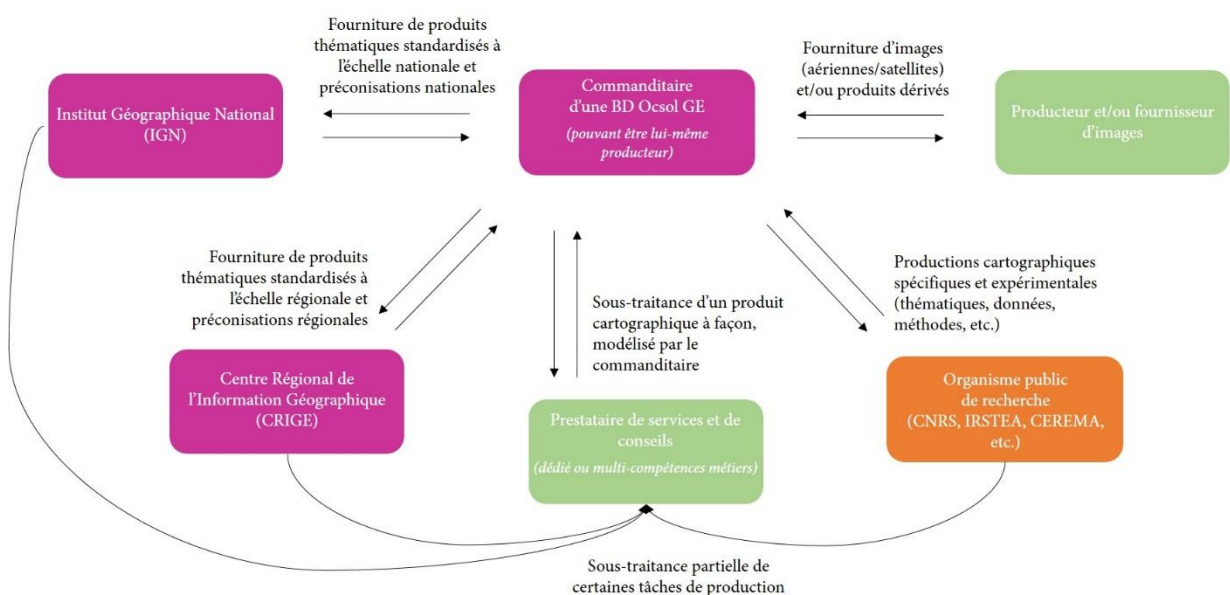 Fourniture de produits
thématiques standardisés à
l'échelle nationale et
préconisations nationales
Fourniture d'images
(aériennes/satellites)
et/ou produits dérivés
Institut Géographique National
(IGN)
Commanditaire
d'une BD Ocsol GE
(pouvant être lui-même
producteur)
Producteur et/ou fournisseur
d'images
Fourniture de produits
thématiques standardisés à
l'échelle régionale et
préconisations régionales
Sous-traitance d'un produit
cartographique à façon,
modélisé par le
commanditaire
Productions cartographiques
spécifiques et expérimentales
(thématiques, données,
méthodes, etc.)
Centre Régional de
l'Information Géographique
(CRIGE)
Prestataire de services et de
conseils
(dédié ou multi-compétences métiers)
Organisme public
de recherche
(CNRS, IRSTEA, CEREMA,
etc.)
Sous-traitance partielle de
certaines tâches de production